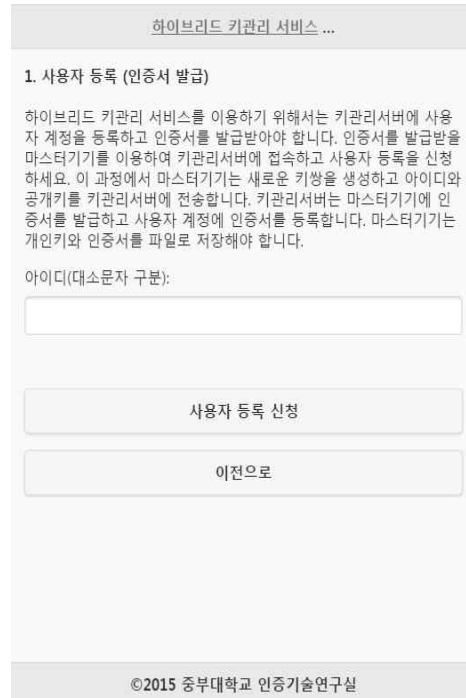 하이브리드 키관리 서비스 ...
1. 사용자 등록 (인증서 발급)
하이브리드 키관리 서비스를 이용하기 위해서는 키관리서버에 사용
자 계정을 등록하고 인증서를 발급받아야 합니다. 인증서를 발급받을
마스터기기를 이용하여 키관리서버에 접속하고 사용자 등록을 신청
하세요. 이 과정에서 마스터기기는 새로운 키쌍을 생성하고 아이디와
공개키를 키관리서버에 전송합니다. 키관리서버는 마스터기기에 인
증서를 발급하고 사용자 계정에 인증서를 등록합니다. 마스터기기는
개인키와 인증서를 파일로 저장해야 합니다.
아이디(대소문자 구분):
사용자 등록 신청
이전으로
©2015 중부대학교 인증기술연구실